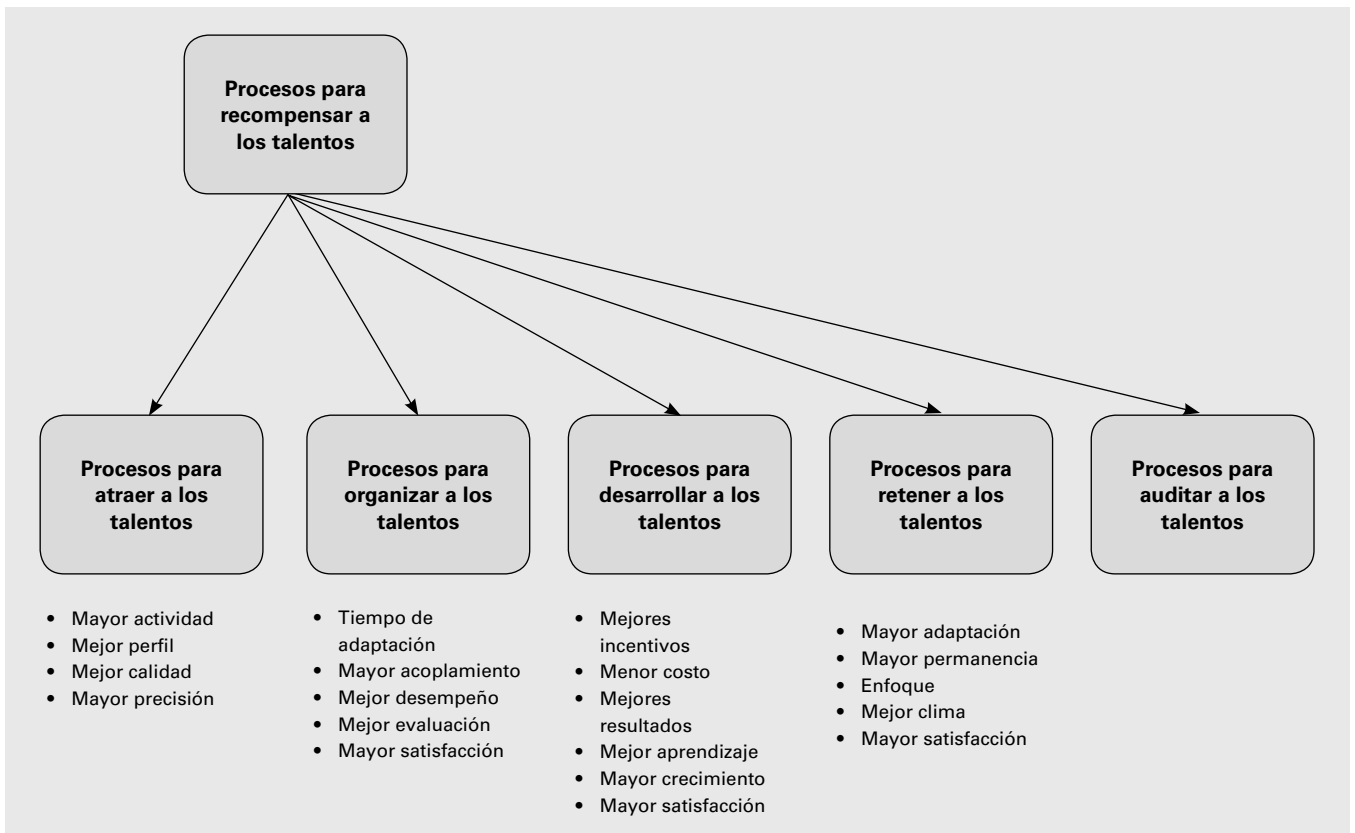 Procesos para
recompensar a
los talentos
Procesos para
atraer a los
talentos
Procesos para
organizar a los
talentos
Procesos para
desarrollar a los
talentos
Procesos para
retener a los
talentos
Procesos para
auditar a los
talentos
• Mayor actividad
• Mejor perfil
• Mejor calidad
• Mayor precisión
• Tiempo de
adaptación
• Mayor acoplamiento
• Mejor desempeño
• Mejor evaluación
• Mayor satisfacción
• Mejores
incentivos
• Menor costo
• Mejores
resultados
• Mejor aprendizaje
• Mayor crecimiento
• Mayor satisfacción
• Mayor adaptación
• Mayor permanencia
• Enfoque
• Mejor clima
• Mayor satisfacción